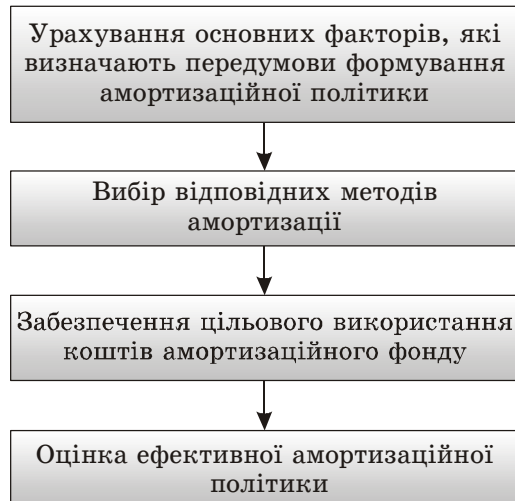 Урахування основних факторів, які
визначають передумови формування
амортизаційної політики
Вибір відповідних методів
амортизації
Забезпечення цільового використання
коштів амортизаційного фонду
Оцінка ефективної амортизаційної
політики